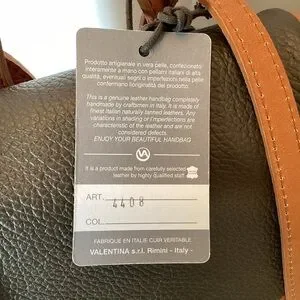 Prodotto artigianale in vera pelle, confezionato
interamente a mano con pellami italiani di alta
qualità, eventuali segni o imperfezioni nella pelle
confermano l'originalità del prodotto.
This is a genuine leather handbag completely
handmade by craftmen in Italy. It is made of
finest Italian naturally tanned leathers. Any
variations in shading or imperfections are
characteristic of the leather and are not
considered defects.
ENJOY YOUR BEAUTIFUL HANDBAG
VA
It is a product made from carefully selected
leather by highly qualified staff.
ART. 4408
COL.
FABRIQUE EN ITALIE CUIR VERITABLE
VALENTINA s.r.l. Rimini - Italy -